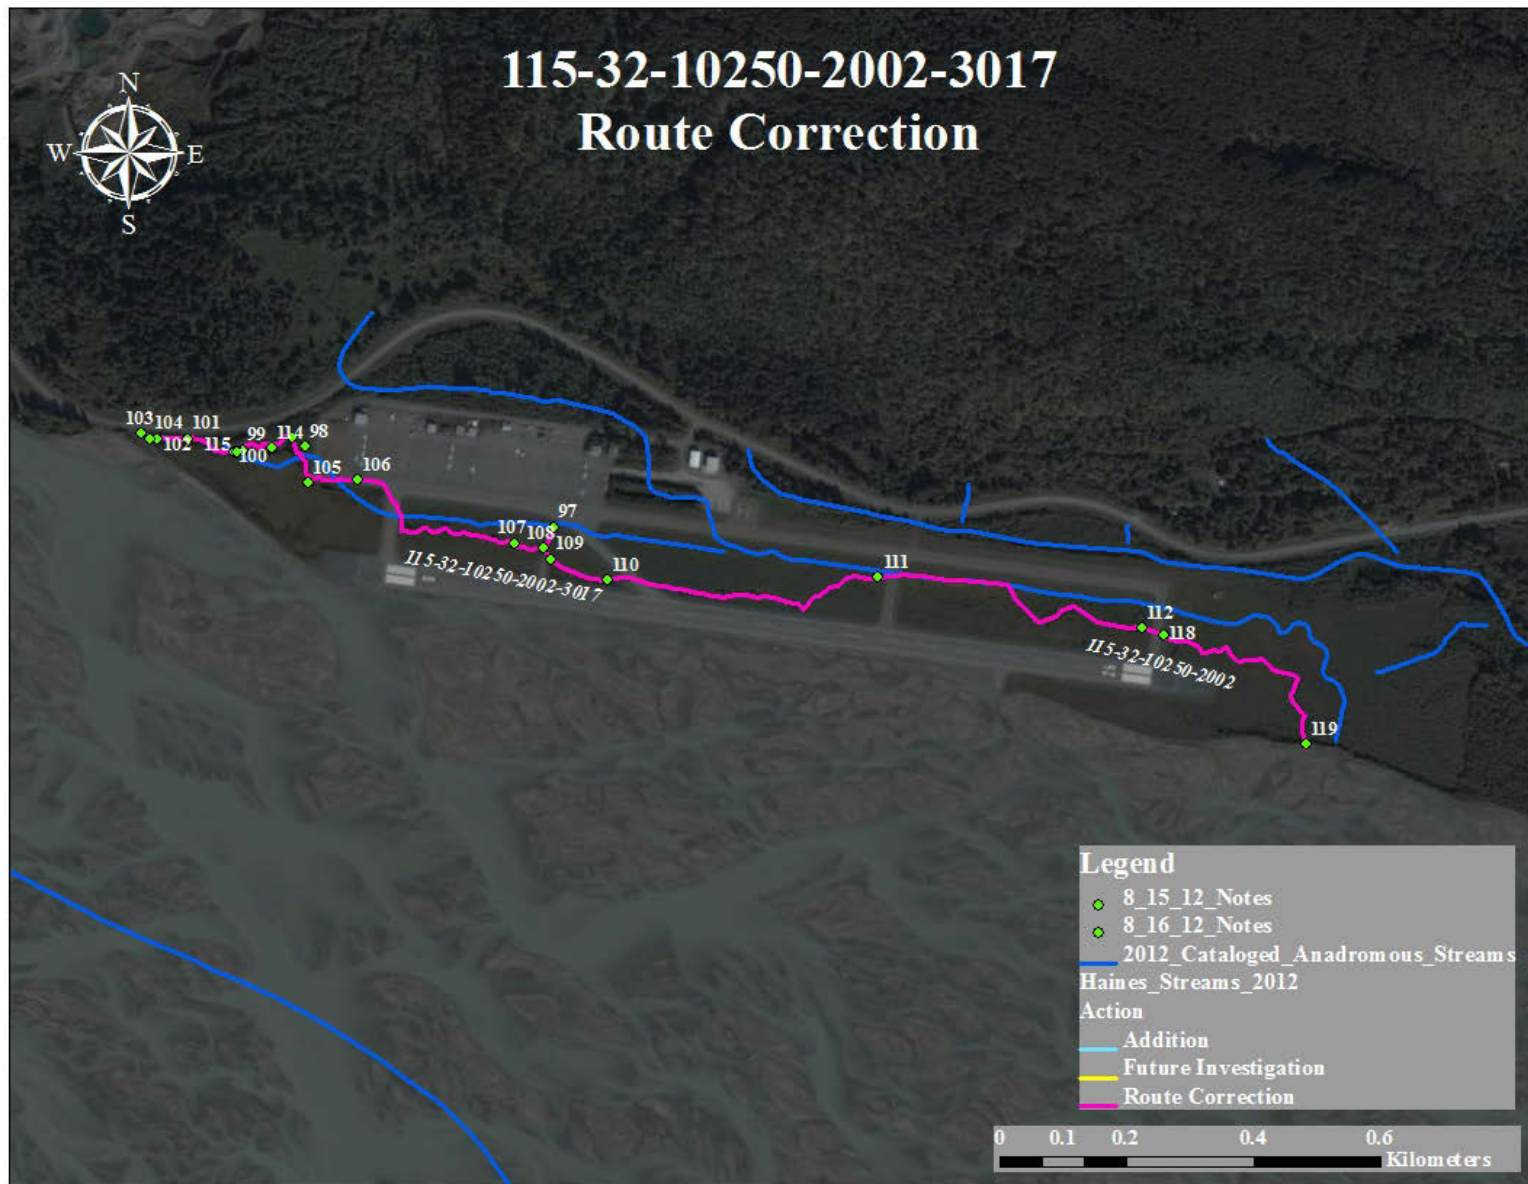 115-32-10250-2002-3017
Route Correction
N
W
E
S
103
104
101
102
115
99
100
114
98
105
106
107
108
97
109
110
111
112
118
119
115-32-10250-2002-3017
115-32-10250-2002
Legend
8_15_12_Notes
8_16_12_Notes
2012_Cataloged_Anadromous_Streams
Haines_Streams_2012
Action
Addition
Future Investigation
Route Correction
0 0.1 0.2 0.4 0.6
Kilometers